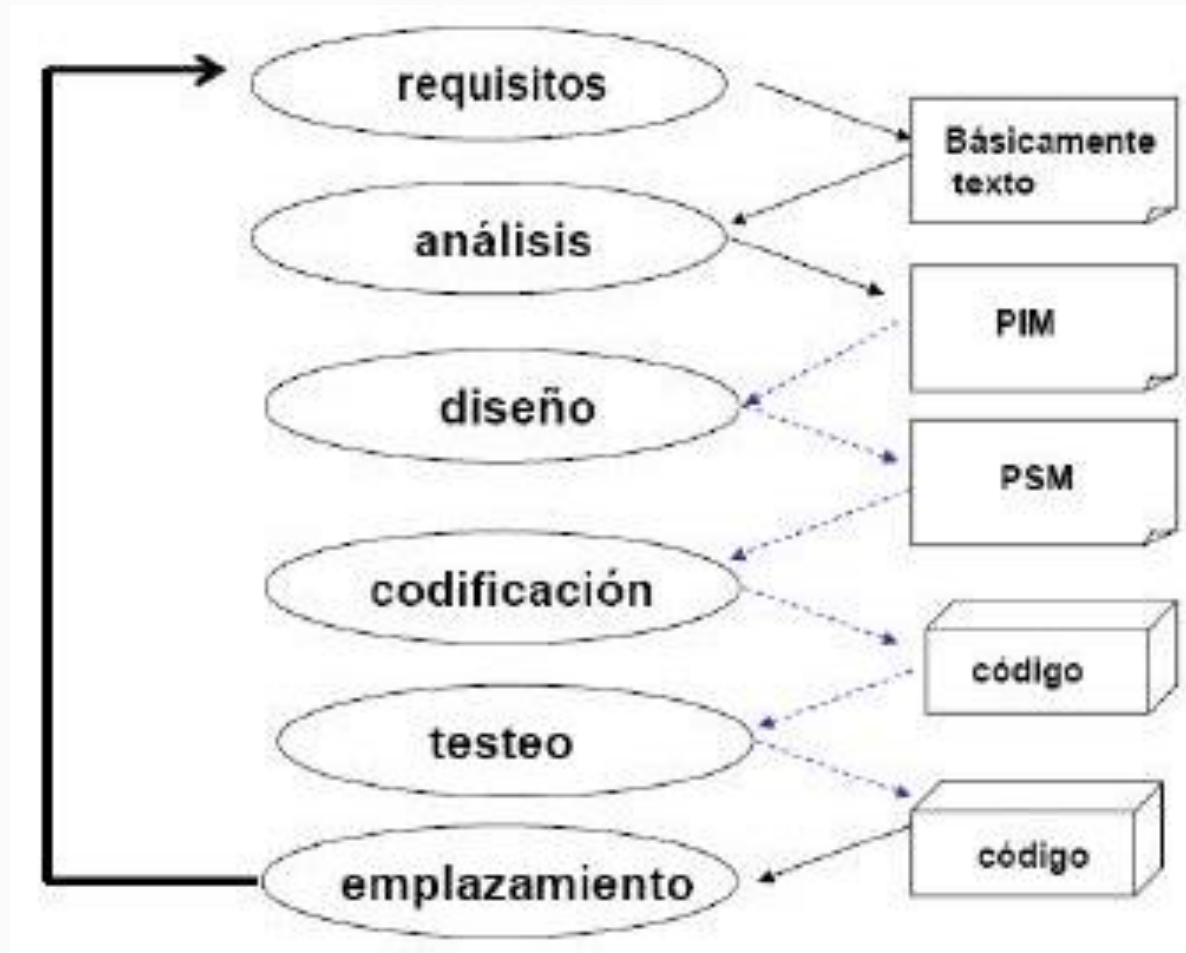 requisitos
Básicamente
texto
análisis
PIM
diseño
PSM
codificación
código
testeo
código
emplazamiento